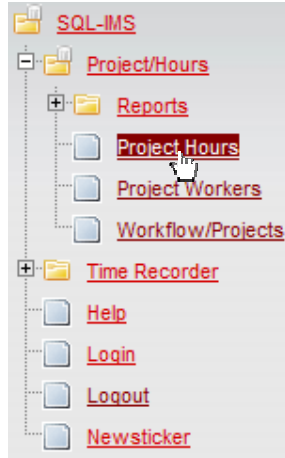 SQL-IMS
Project/Hours
Reports
Project Hours
Project Workers
Workflow/Projects
Time Recorder
Help
Login
Logout
Newsticker